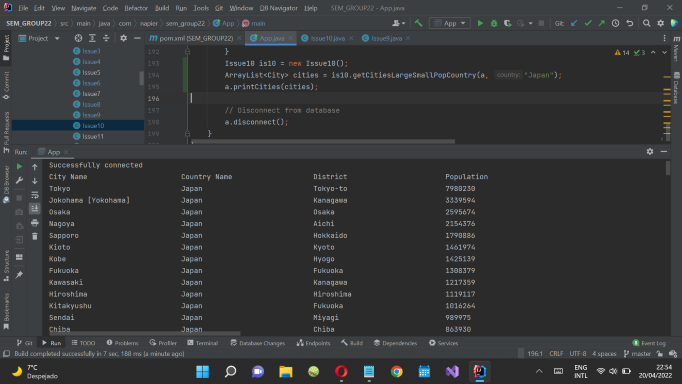 File Edit View Navigate Code Refactor Build Run Tools Git Window DB Navigator Help SEM_GROUP22 - App.java
SEM_GROUP22 src main java com napier sem_group22 App main
App
Git:
Project
pom.xml (SEM_GROUP22)
App.java
Issue10.java
Issue9.java
Issue3
Issue4
Issue5
Issue6
Issue7
Issue8
Issue9
Issue10
Issue11
192 }
193 Issue10 is10 = new Issue10();
194 ArrayList<City> cities = is10.getCitiesLargeSmallPopCountry(a, country: "Japan");
195 a.printCities(cities);
196
197 // Disconnect from database
198 a.disconnect();
199 }
14 3
Project
Commit
Pull Requests
DB Browser
Structure
Bookmarks
Maven
Database
Run: App
Successfully connected
City Name Country Name District Population
Tokyo Japan Tokyo-to 7980230
Jokohama [Yokohama] Japan Kanagawa 3339594
Osaka Japan Osaka 2595674
Nagoya Japan Aichi 2154376
Sapporo Japan Hokkaido 1790886
Kioto Japan Kyoto 1461974
Kobe Japan Hyogo 1425139
Fukuoka Japan Fukuoka 1308379
Kawasaki Japan Kanagawa 1217359
Hiroshima Japan Hiroshima 1119117
Kitakyushu Japan Fukuoka 1016264
Sendai Japan Miyagi 989975
Chiba Japan Chiba 863930
Git Run TODO Problems Profiler Terminal Database Changes Endpoints Build Dependencies Services Event Log
Build completed successfully in 7 sec, 188 ms (a minute ago) 196:1 CRLF UTF-8 4 spaces master
7°C
Despejado
ENG
INTL
22:54
20/04/2022